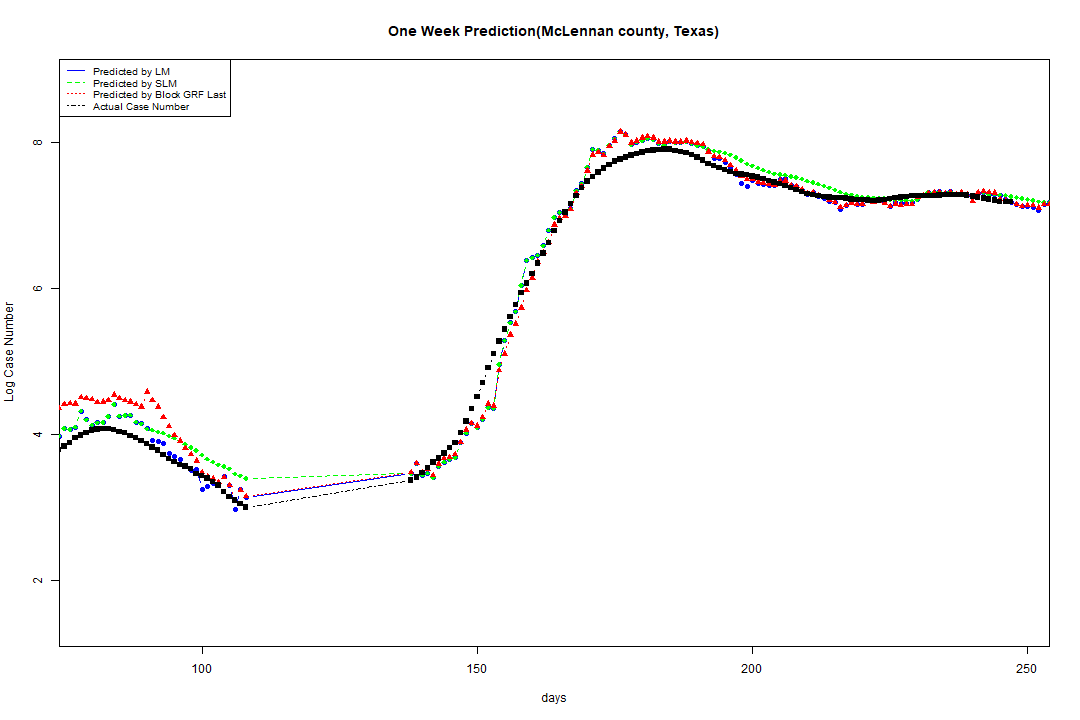 One Week Prediction(McLennan county, Texas)
Predicted by LM
Predicted by SLM
Predicted by Block GRF Last
Actual Case Number
8
6
4
2
Log Case Number
100
150
200
250
days